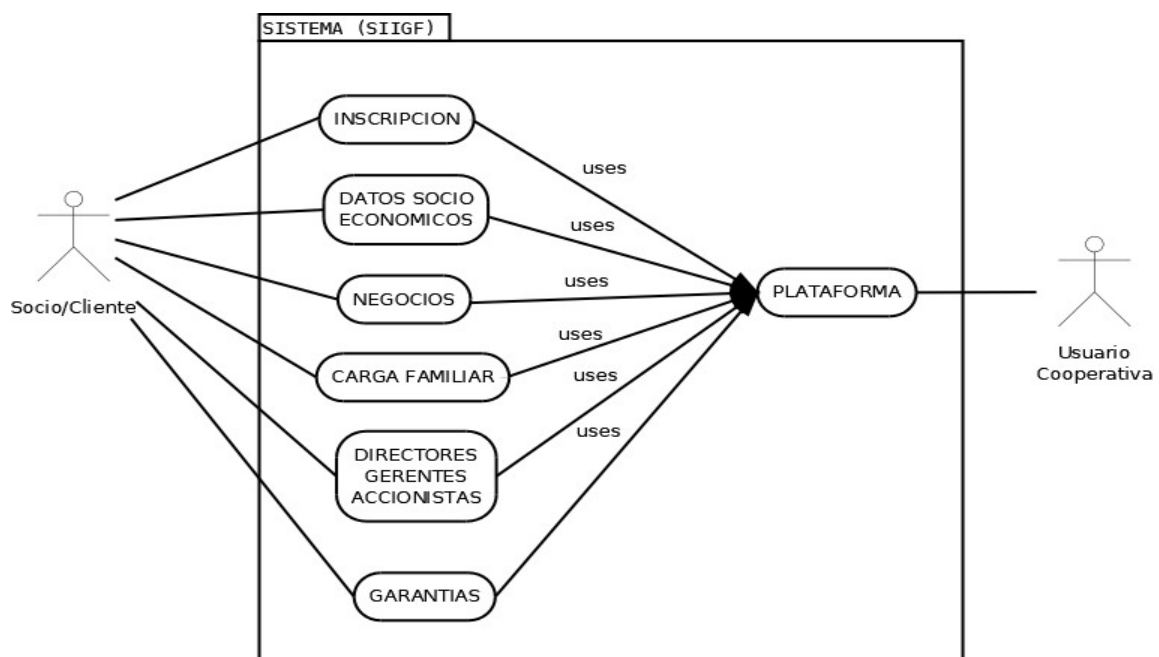 SISTEMA (SIIGF)
INSCRIPCION
uses
DATOS SOCIO
ECONOMICOS
uses
NEGOCIOS
uses
PLATAFORMA
Socio/Cliente
uses
CARGA FAMILIAR
uses
Usuario
Cooperativa
uses
DIRECTORES
GERENTES
ACCIONISTAS
GARANTIAS